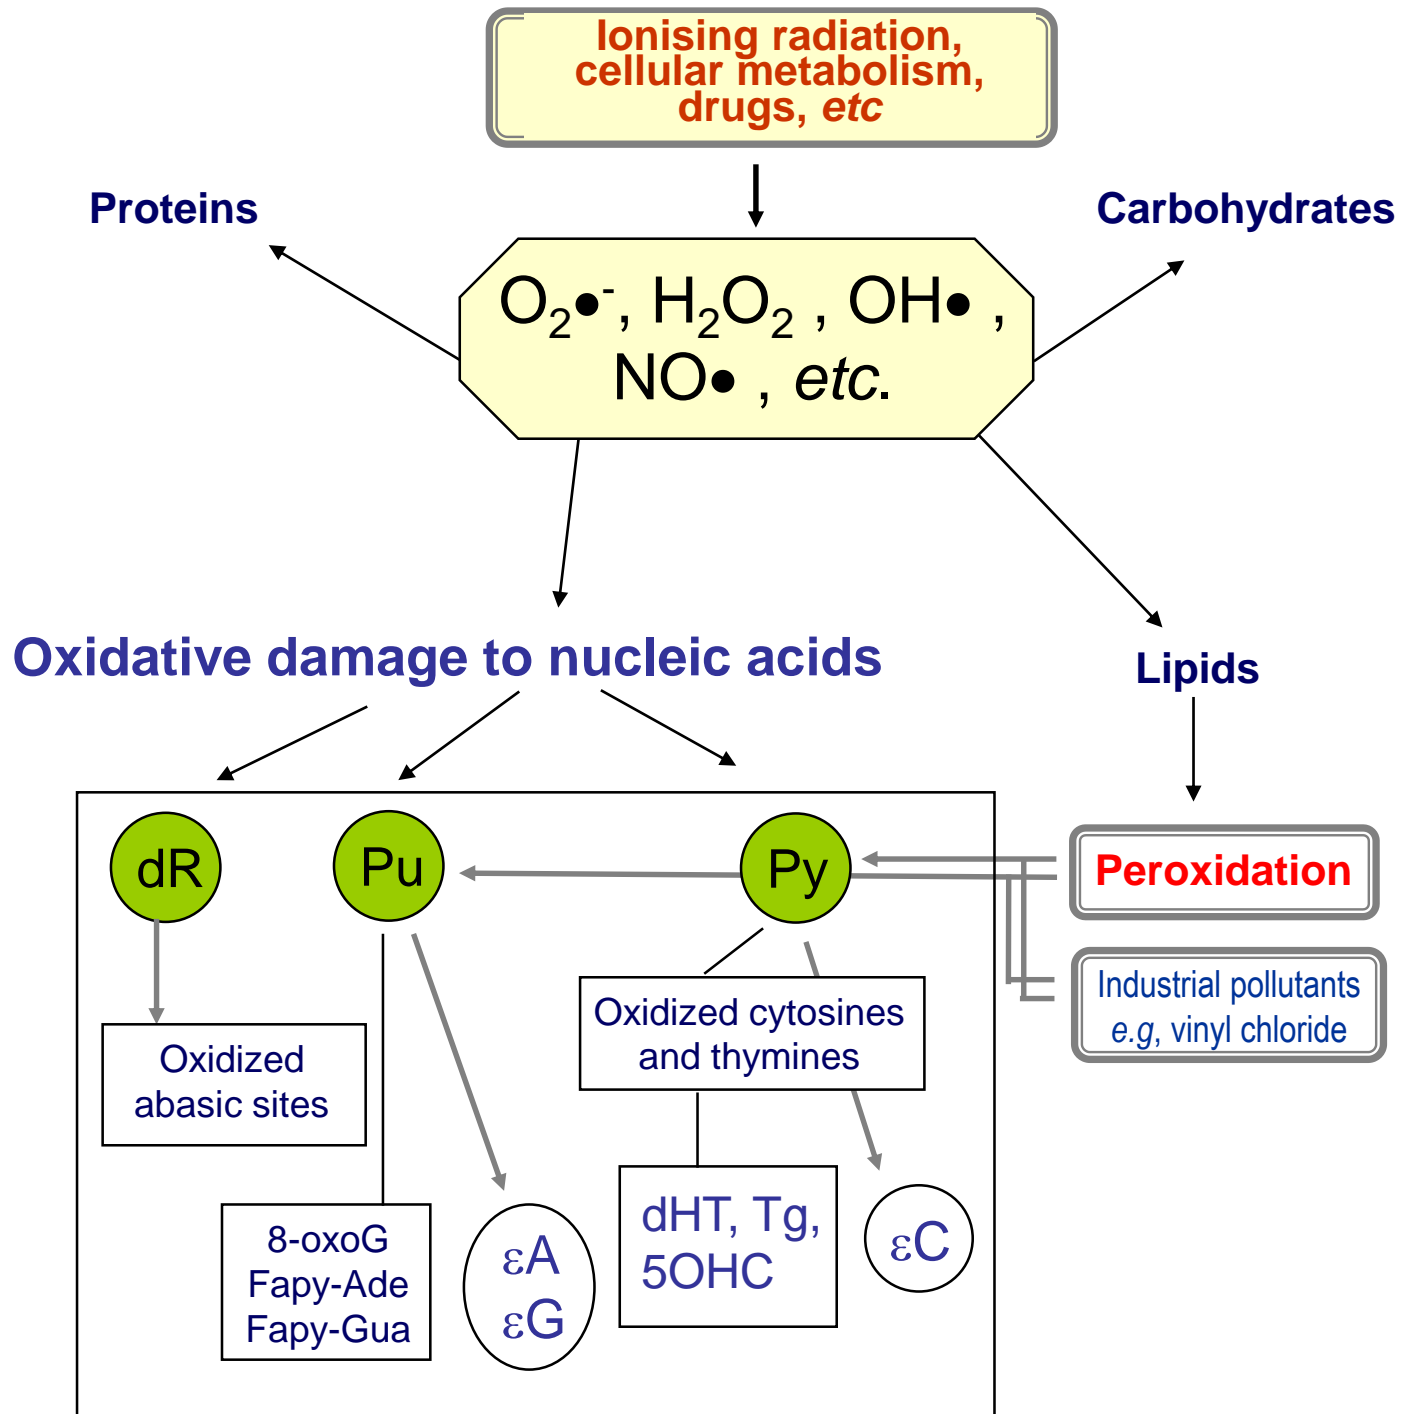 Ionising radiation,
cellular metabolism,
drugs, etc
Proteins
Carbohydrates
O₂●⁻, H₂O₂ , OH● ,
NO● , etc.
Oxidative damage to nucleic acids
Lipids
dR
Pu
Py
Peroxidation
Industrial pollutants
e.g, vinyl chloride
Oxidized cytosines
and thymines
Oxidized
abasic sites
8-oxoG
Fapy-Ade
Fapy-Gua
εA
εG
dHT, Tg,
5OHC
εC